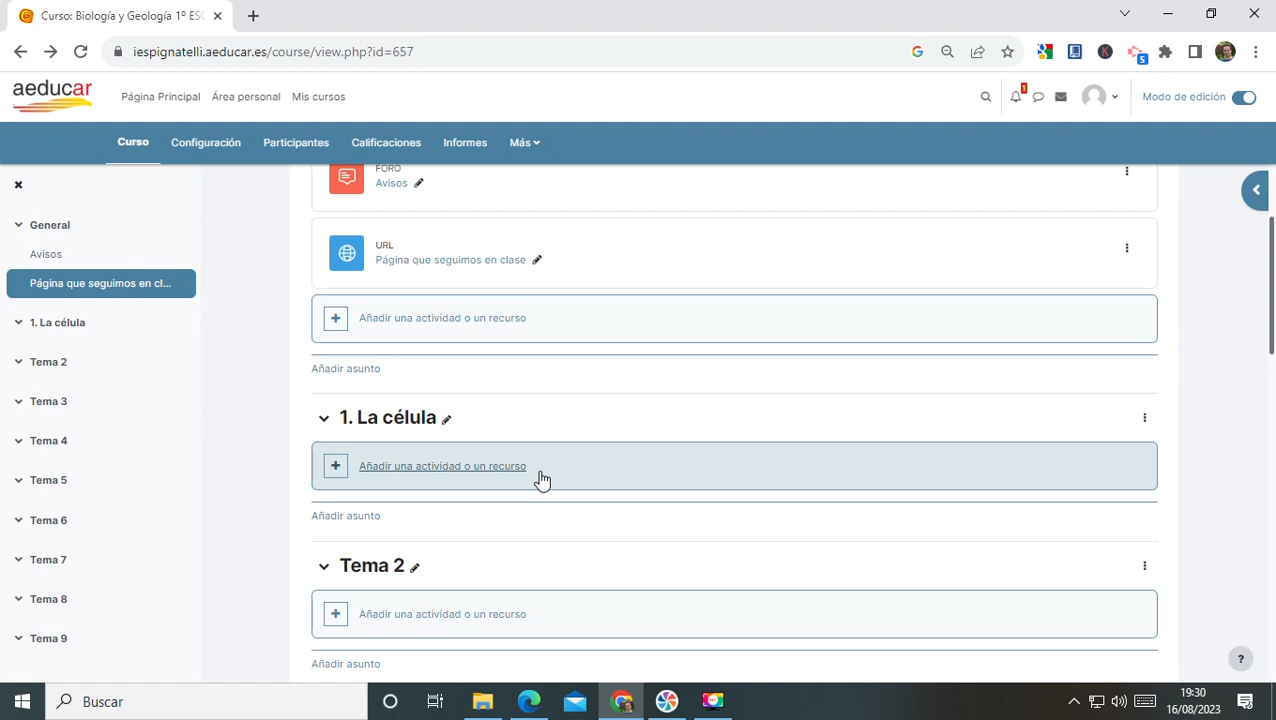 Curso: Biología y Geología 1º ESO
iespignatelli.aeducar.es/course/view.php?id=657
5
aeducar
Página Principal Área personal Mis cursos
1
Modo de edición
Curso Configuración Participantes Calificaciones Informes Más
General
Avisos
Página que seguimos en cl...
1. La célula
Tema 2
Tema 3
Tema 4
Tema 5
Tema 6
Tema 7
Tema 8
Tema 9
FORO
Avisos
URL
Página que seguimos en clase
Añadir una actividad o un recurso
Añadir asunto
1. La célula
Añadir una actividad o un recurso
Añadir asunto
Tema 2
Añadir una actividad o un recurso
Añadir asunto
?
Buscar
19:30
16/08/2023